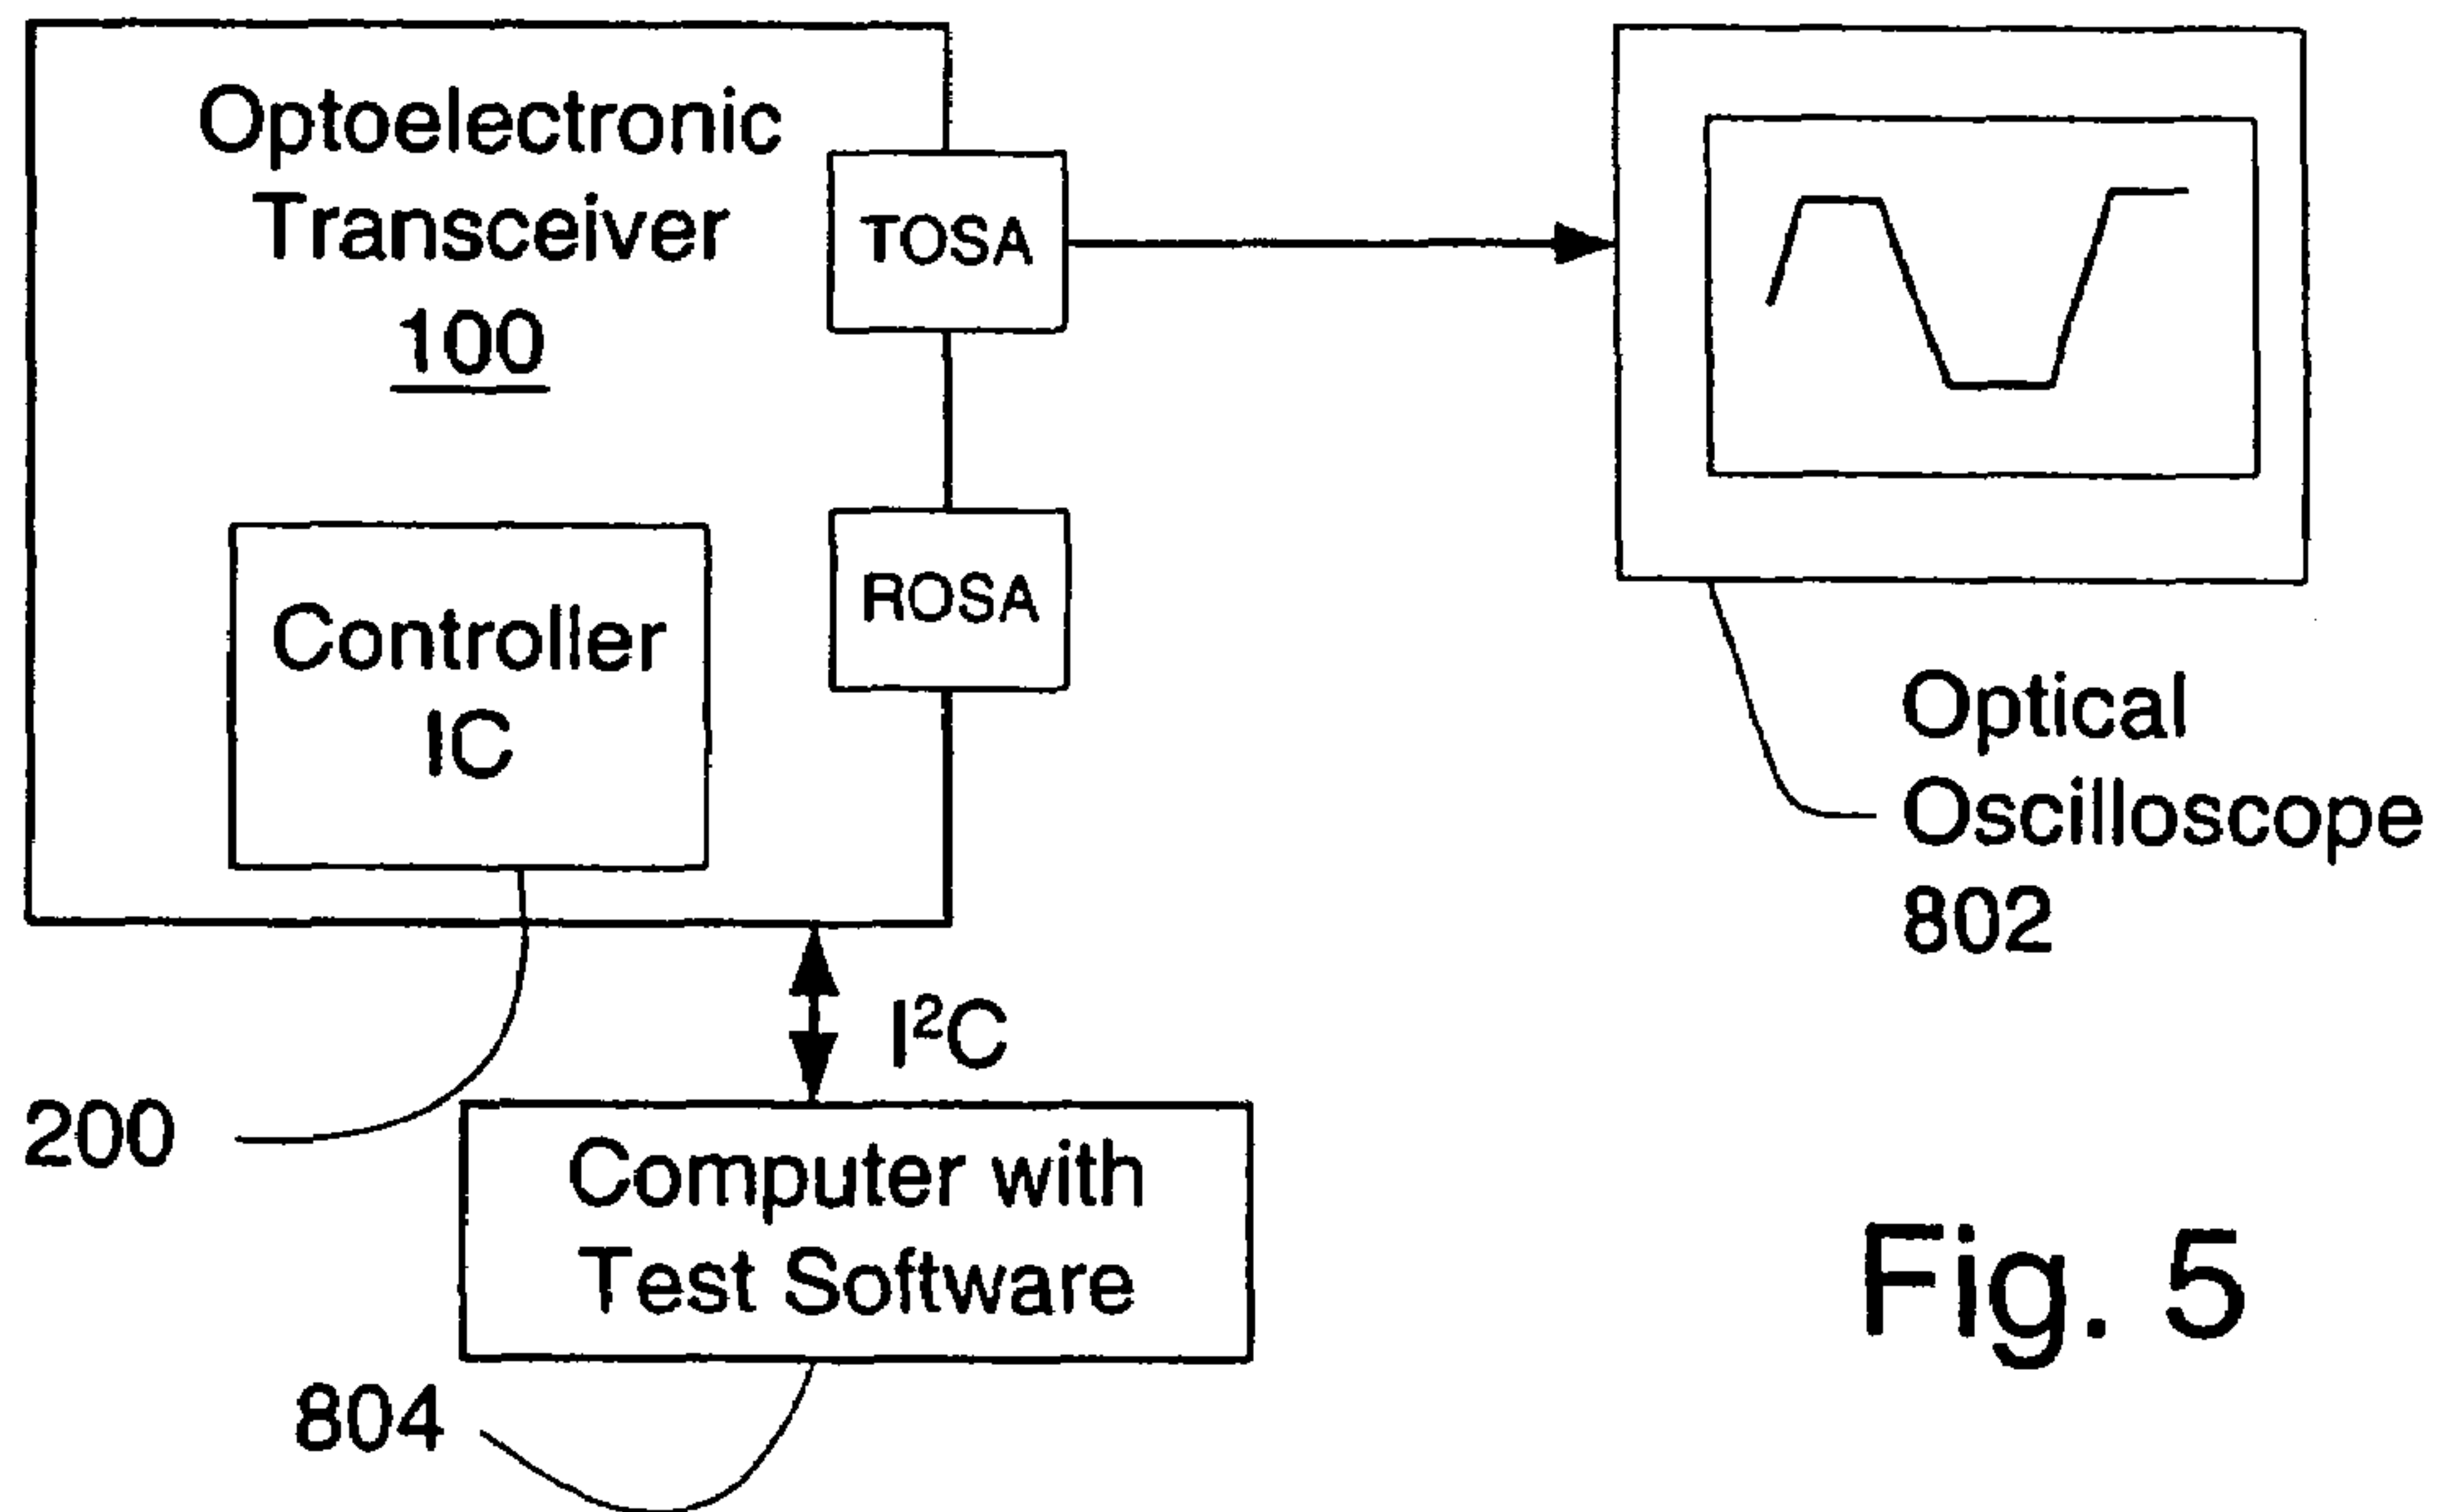 Optoelectronic
Transceiver
100
TOSA
ROSA
Controller
IC
Optical
Oscilloscope
802
I²C
200
Computer with
Test Software
804
Fig. 5